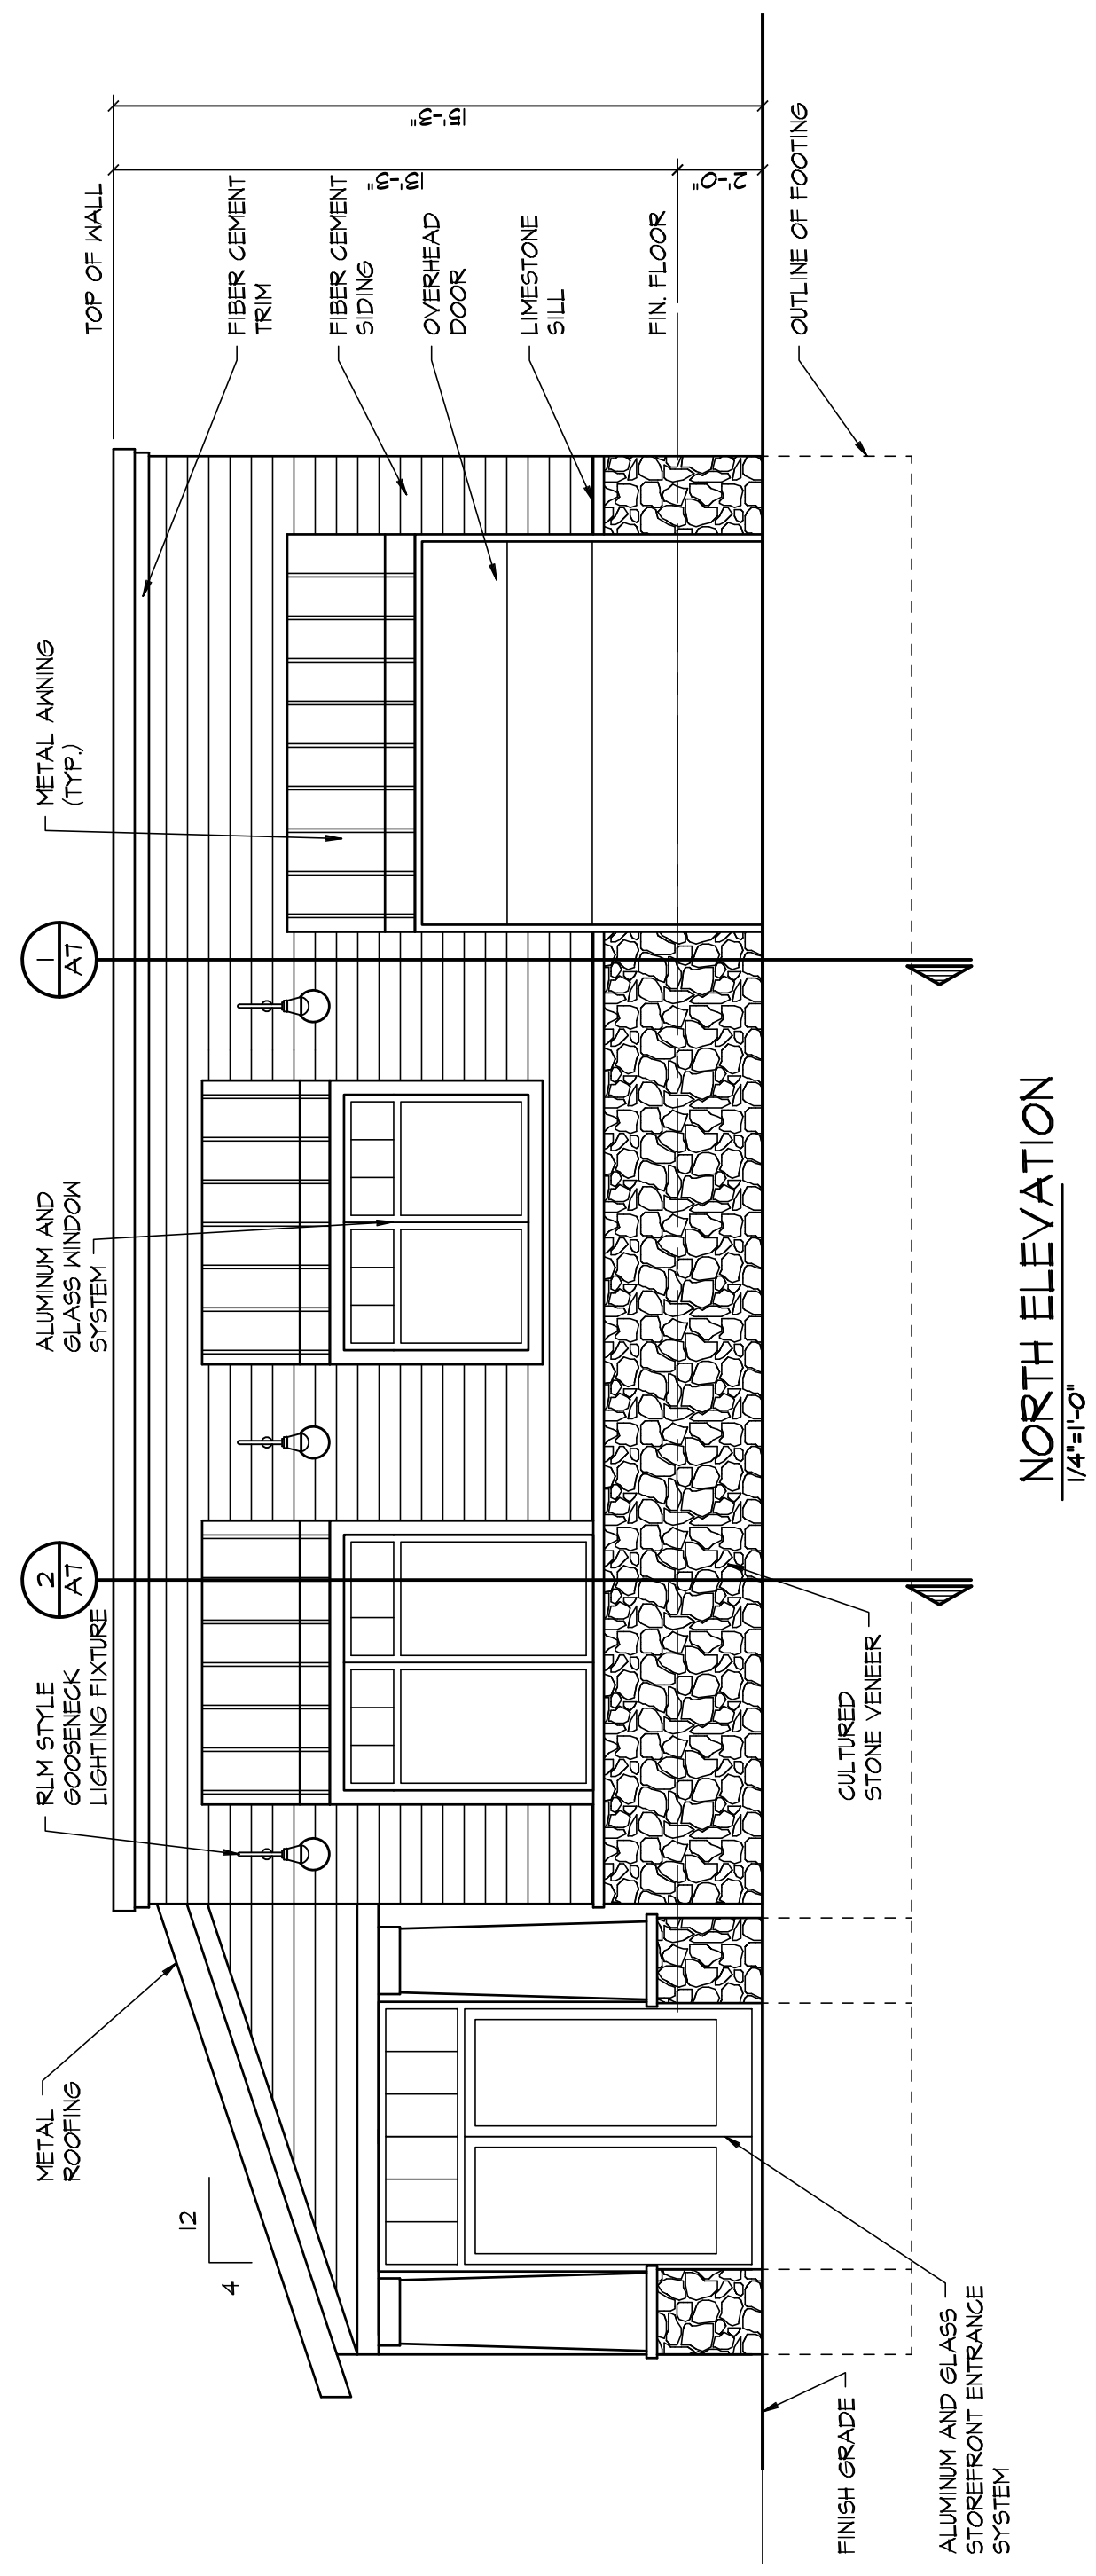 METAL
ROOFING
12
4
RLM STYLE
GOOSENECK
LIGHTING FIXTURE
2
A7
ALUMINUM AND
GLASS WINDOW
SYSTEM
1
A7
METAL AWNING
(TYP.)
TOP OF WALL
FIBER CEMENT
TRIM
FIBER CEMENT
SIDING
OVERHEAD
DOOR
LIMESTONE
SILL
FIN. FLOOR
OUTLINE OF FOOTING
15'-3"
13'-3"
2'-0"
FINISH GRADE
ALUMINUM AND GLASS
STOREFRONT ENTRANCE
SYSTEM
CULTURED
STONE VENEER
NORTH ELEVATION
1/4"=1'-0"